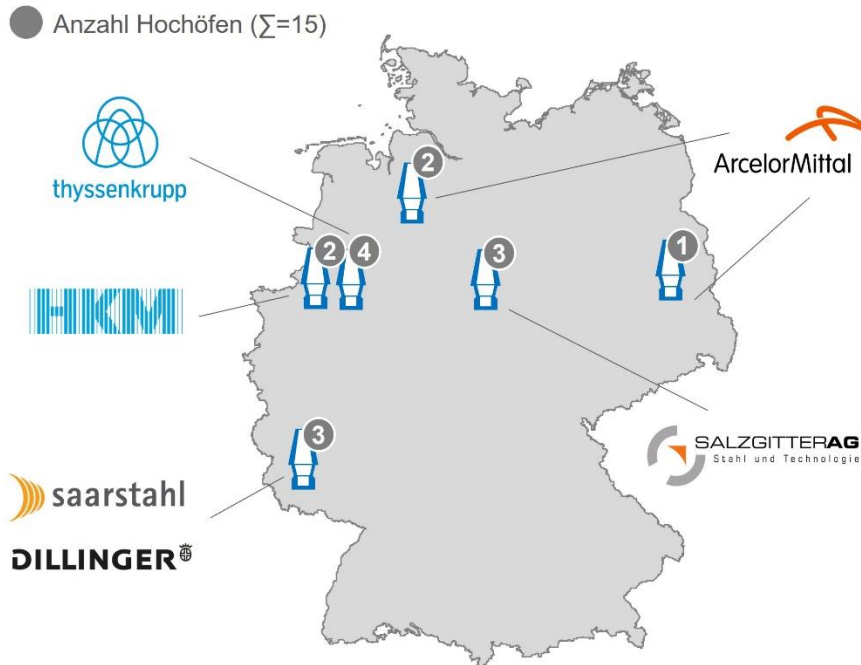 Anzahl Hochöfen (∑=15)
thyssenkrupp
ArcelorMittal
2
2
4
3
1
HKM
3
SALZGITTERAG
Stahl und Technologie
saarstahl
DILLINGER